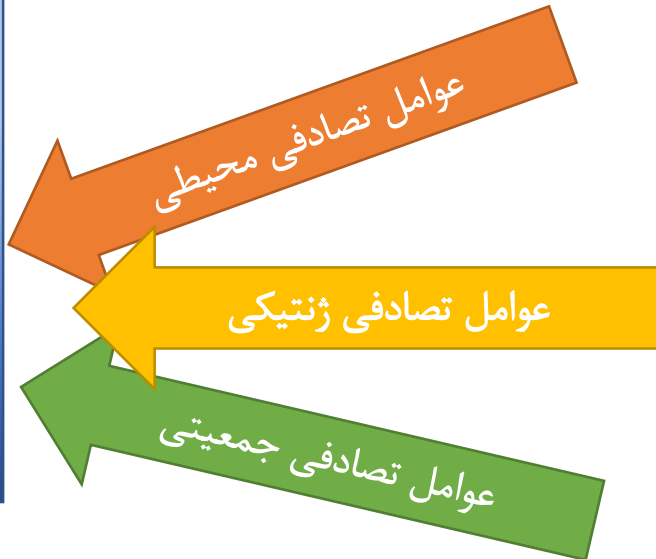 عوامل تصادفی محیطی
عوامل تصادفی ژنتیکی
عوامل تصادفی جمعیتی